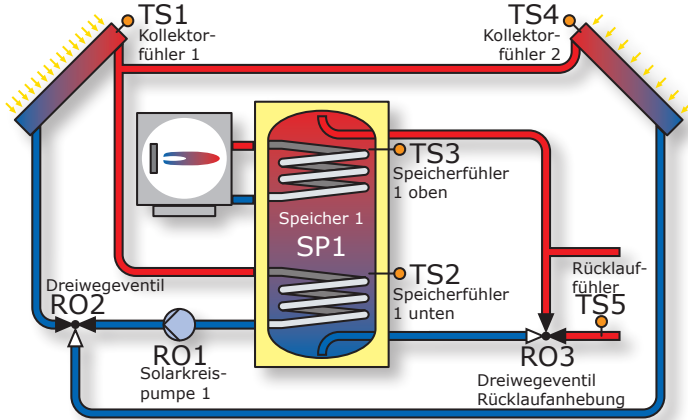 TS1
Kollektor-
fühler 1
TS4
Kollektor-
fühler 2
TS3
Speicherfühler
1 oben
Speicher 1
SP1
TS2
Speicherfühler
1 unten
Rücklauf-
fühler
TS5
Dreiwegeventil
RO2
RO1
Solarkreis-
pumpe 1
RO3
Dreiwegeventil
Rücklaufanhebung